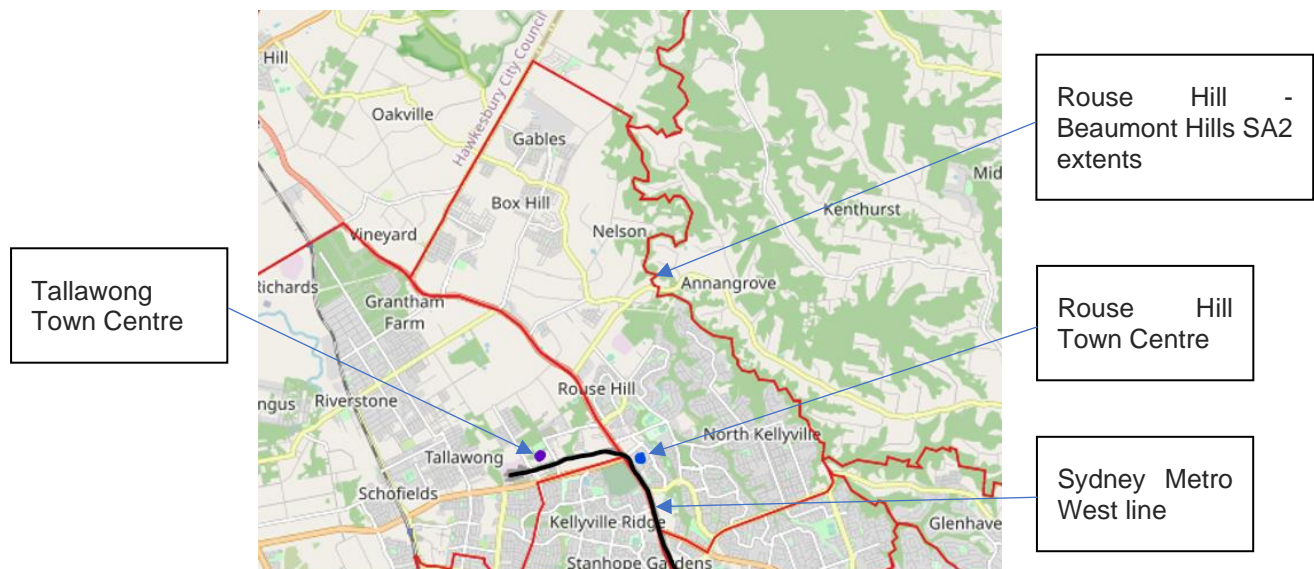 Rouse Hill -
Beaumont Hills SA2
extents
Rouse Hill
Town Centre
Sydney Metro
West line
Tallawong
Town Centre
Hill
Oakville
Hawkesbury City Council
Gables
Box Hill
Nelson
Kenthurst
Mid
Vineyard
Annangrove
Richards
Grantham
Farm
Rouse Hill
ngus
Riverstone
North Kellyville
Tallawong
Schofields
Kellyville Ridge
Glenhave
Stanhope Gardens